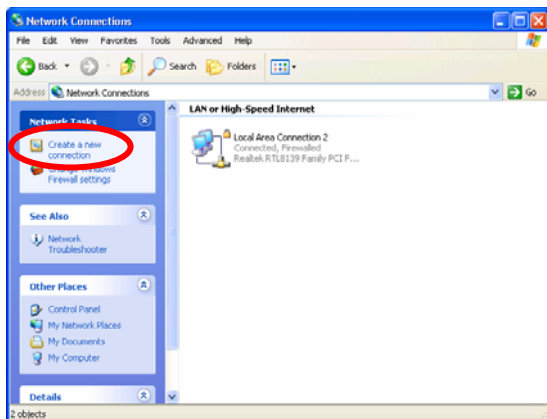 Network Connections
File Edit View Favorites Tools Advanced Help
Back Search Folders
Address Network Connections Go
Network Tasks
Create a new
connection
Change Windows
Firewall settings
See Also
Network
Troubleshooter
Other Places
Control Panel
My Network Places
My Documents
My Computer
Details
LAN or High-Speed Internet
Local Area Connection 2
Connected, Firewalled
Realtek RTL8139 Family PCI F...
2 objects